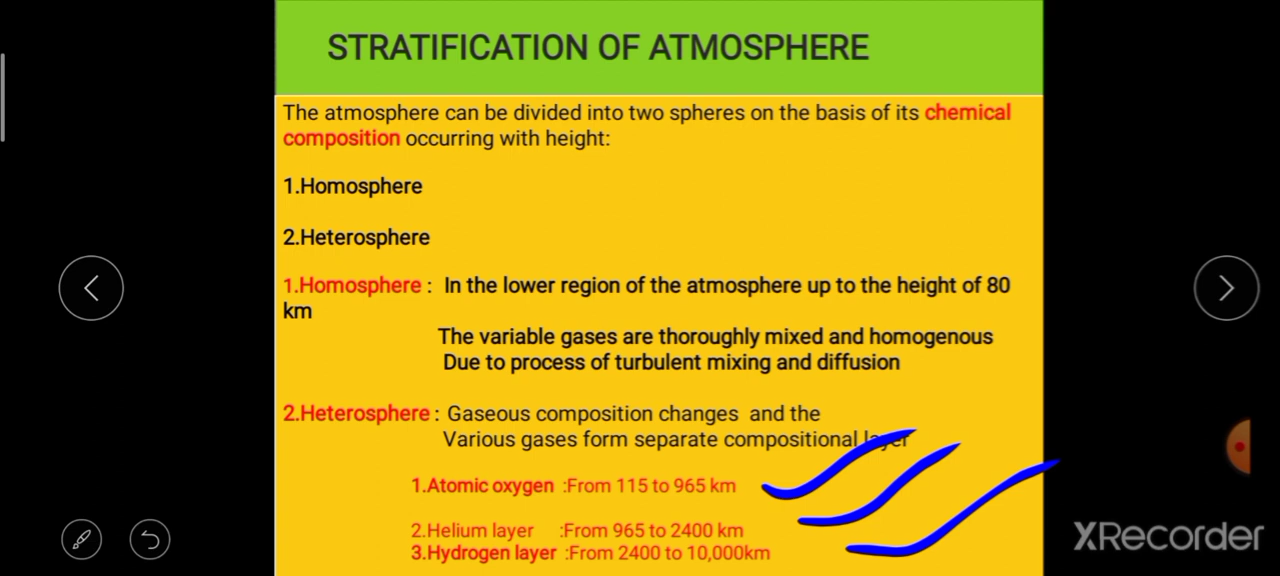 STRATIFICATION OF ATMOSPHERE
The atmosphere can be divided into two spheres on the basis of its chemical
composition occurring with height:
1.Homosphere
2.Heterosphere
1.Homosphere : In the lower region of the atmosphere up to the height of 80
km
The variable gases are thoroughly mixed and homogenous
Due to process of turbulent mixing and diffusion
2.Heterosphere : Gaseous composition changes and the
Various gases form separate compositional layer
1.Atomic oxygen :From 115 to 965 km
2.Helium layer :From 965 to 2400 km
3.Hydrogen layer :From 2400 to 10,000km
XRecorder